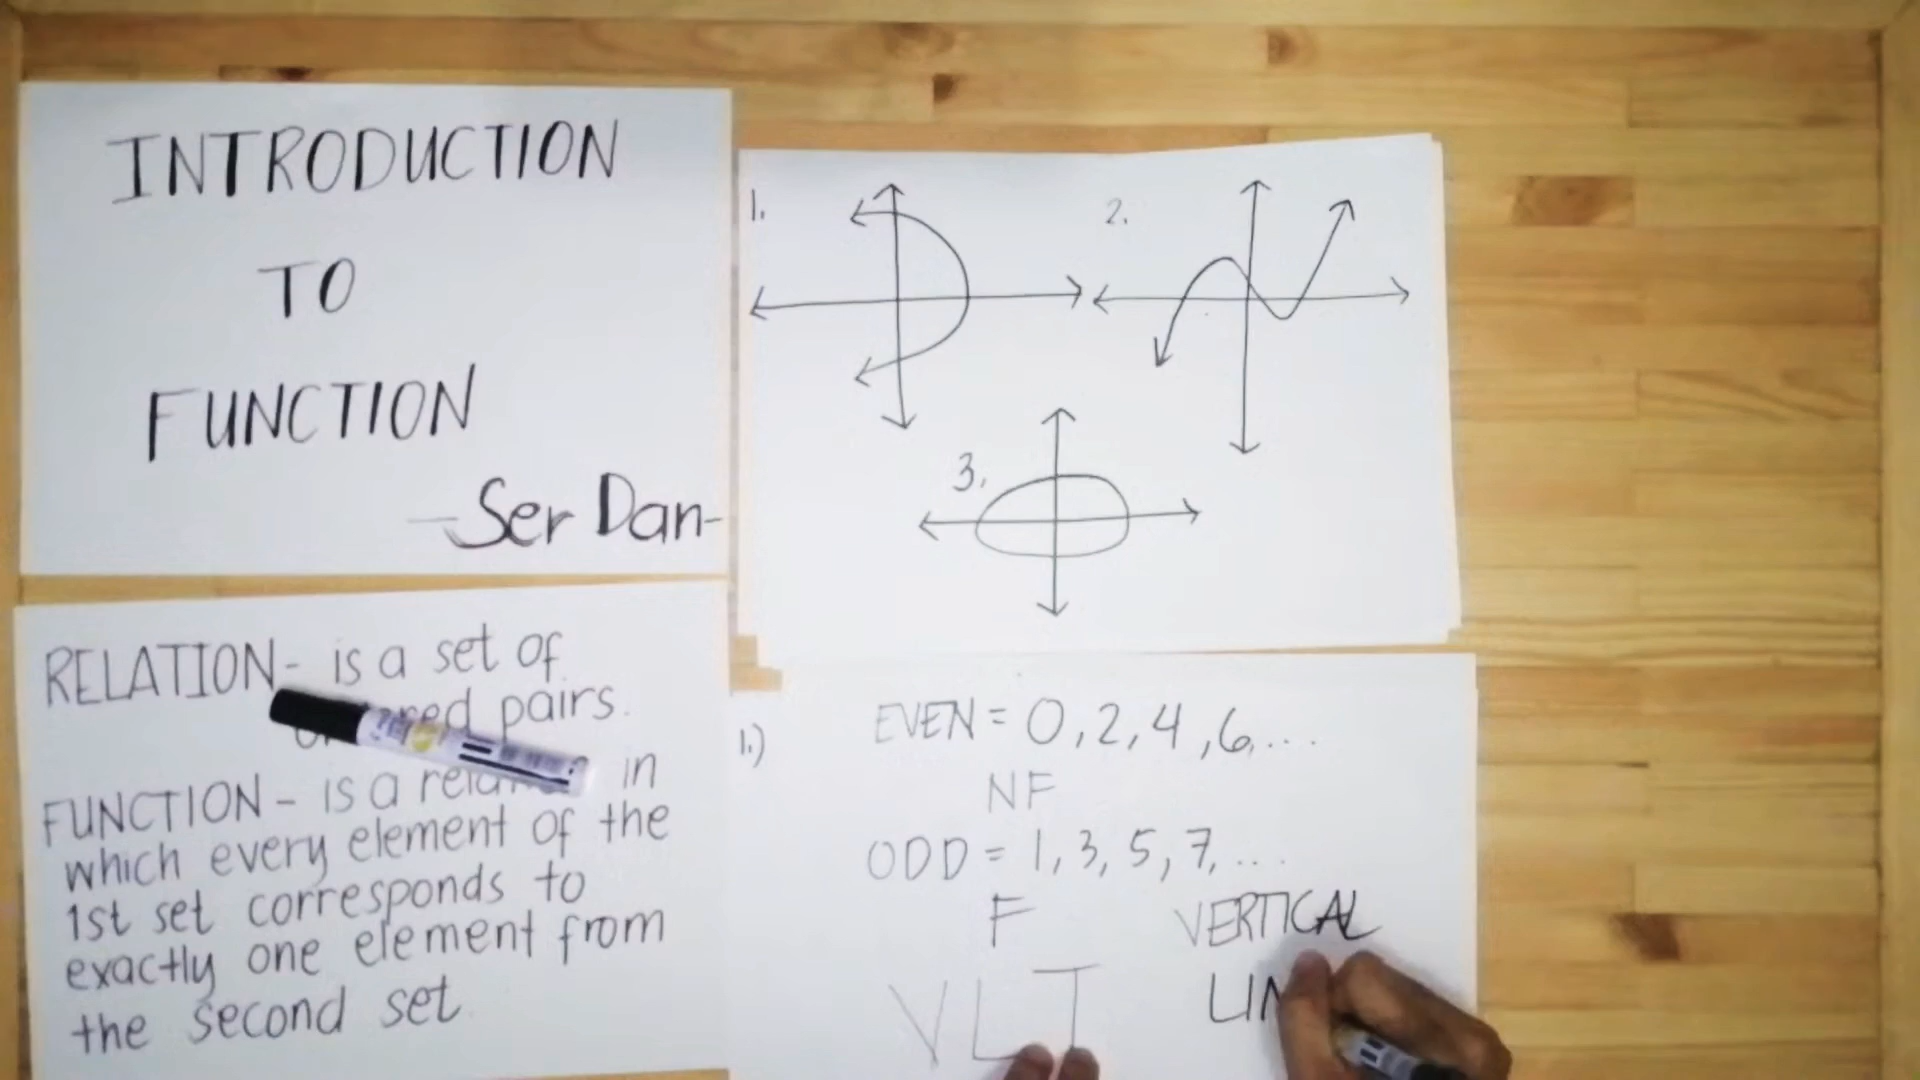 INTRODUCTION
TO
FUNCTION
-Ser Dan-
RELATION- is a set of
pairs.
FUNCTION- is a in
which every element of the
1st set corresponds to
exactly one element from
the second set
1.
2.
3.
1.) EVEN = 0, 2, 4, 6, ....
NF
ODD = 1, 3, 5, 7, ....
F
VLT
VERTICAL
LIN